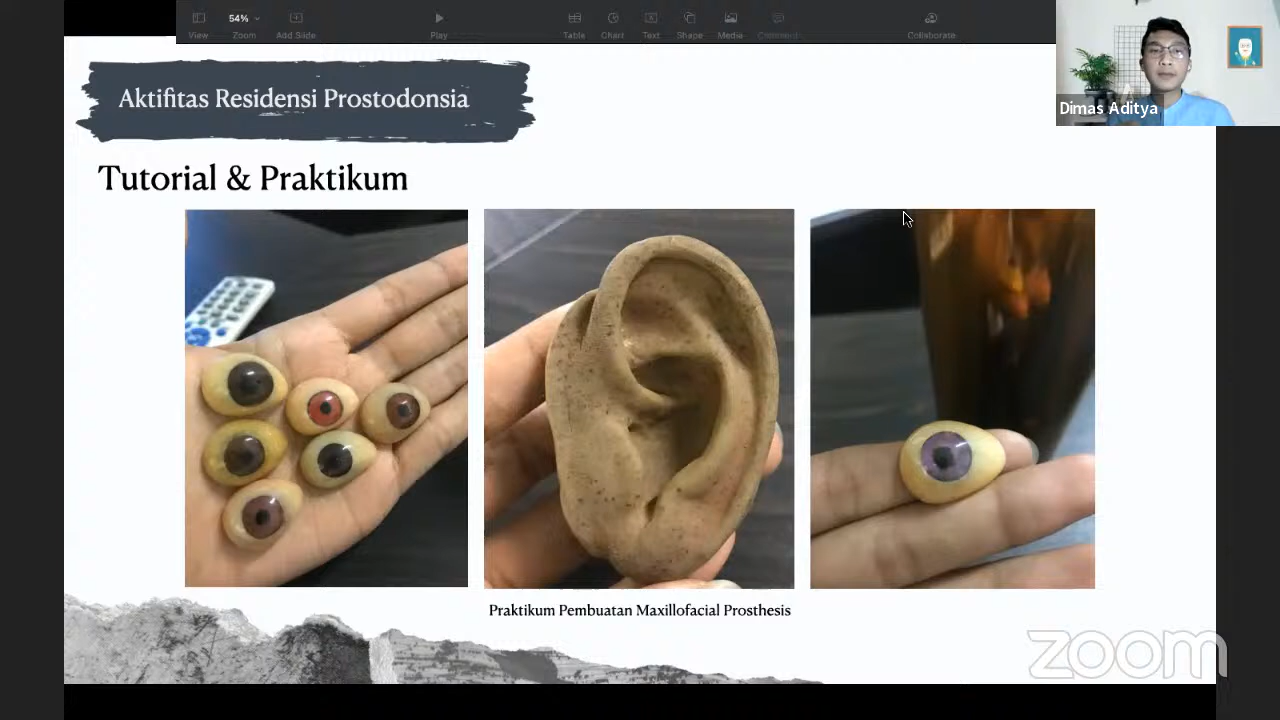 54%
View
Zoom
Add Slide
Play
Table
Chart
Text
Shape
Media
Comment
Collaborate
Dimas Aditya
Aktifitas Residensi Prostodonsia
Tutorial & Praktikum
Praktikum Pembuatan Maxillofacial Prosthesis
zoom